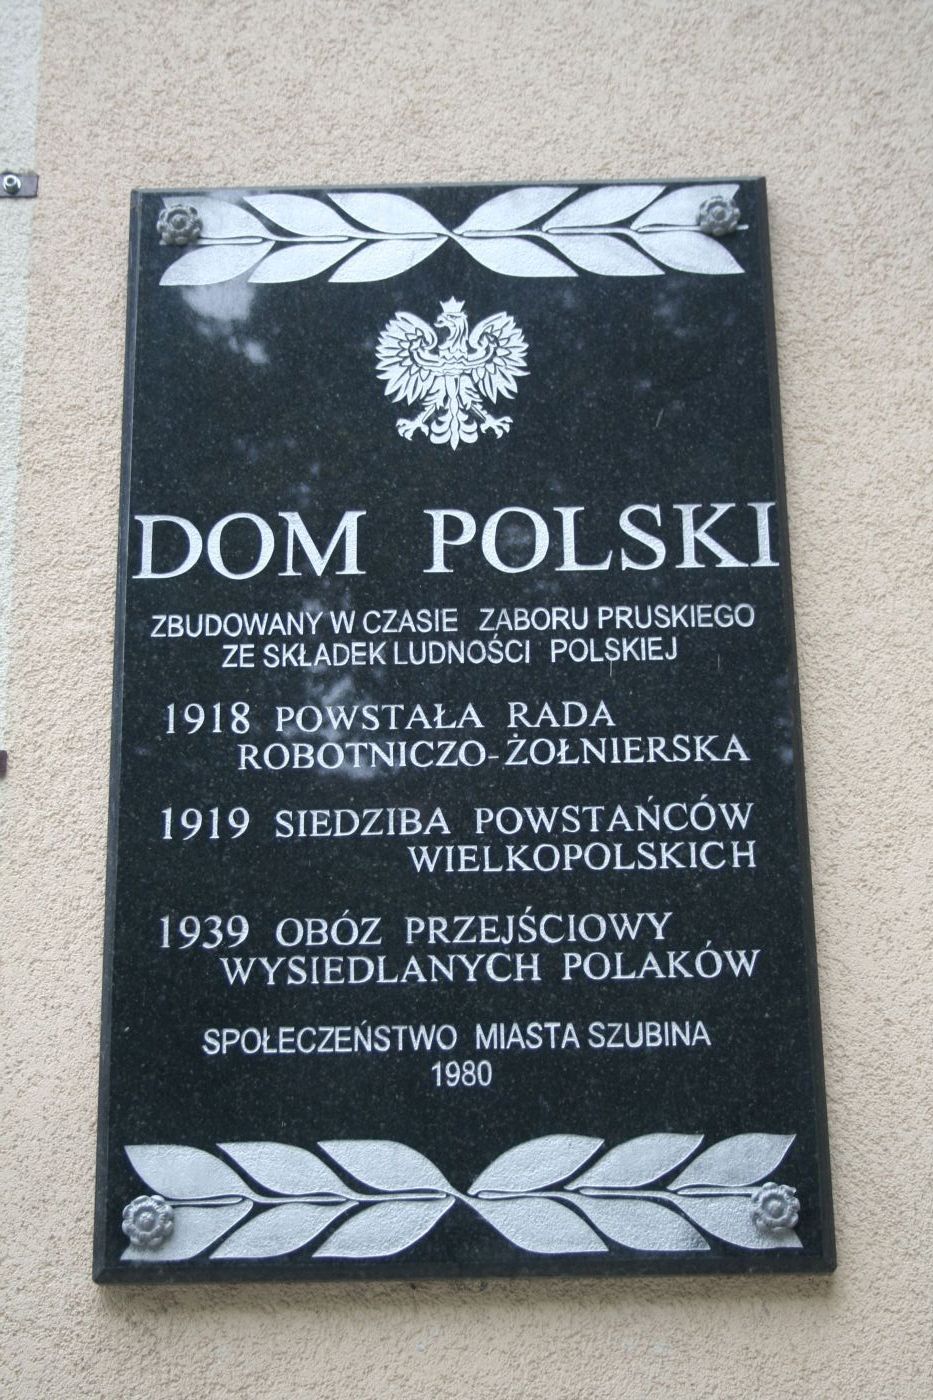 DOM POLSKI
ZBUDOWANY W CZASIE ZABORU PRUSKIEGO
ZE SKŁADEK LUDNOŚCI POLSKIEJ
1918 POWSTAŁA RADA
ROBOTNICZO-ŻOŁNIERSKA
1919 SIEDZIBA POWSTAŃCÓW
WIELKOPOLSKICH
1939 OBÓZ PRZEJŚCIOWY
WYSIEDLANYCH POLAKÓW
SPOŁECZEŃSTWO MIASTA SZUBINA
1980